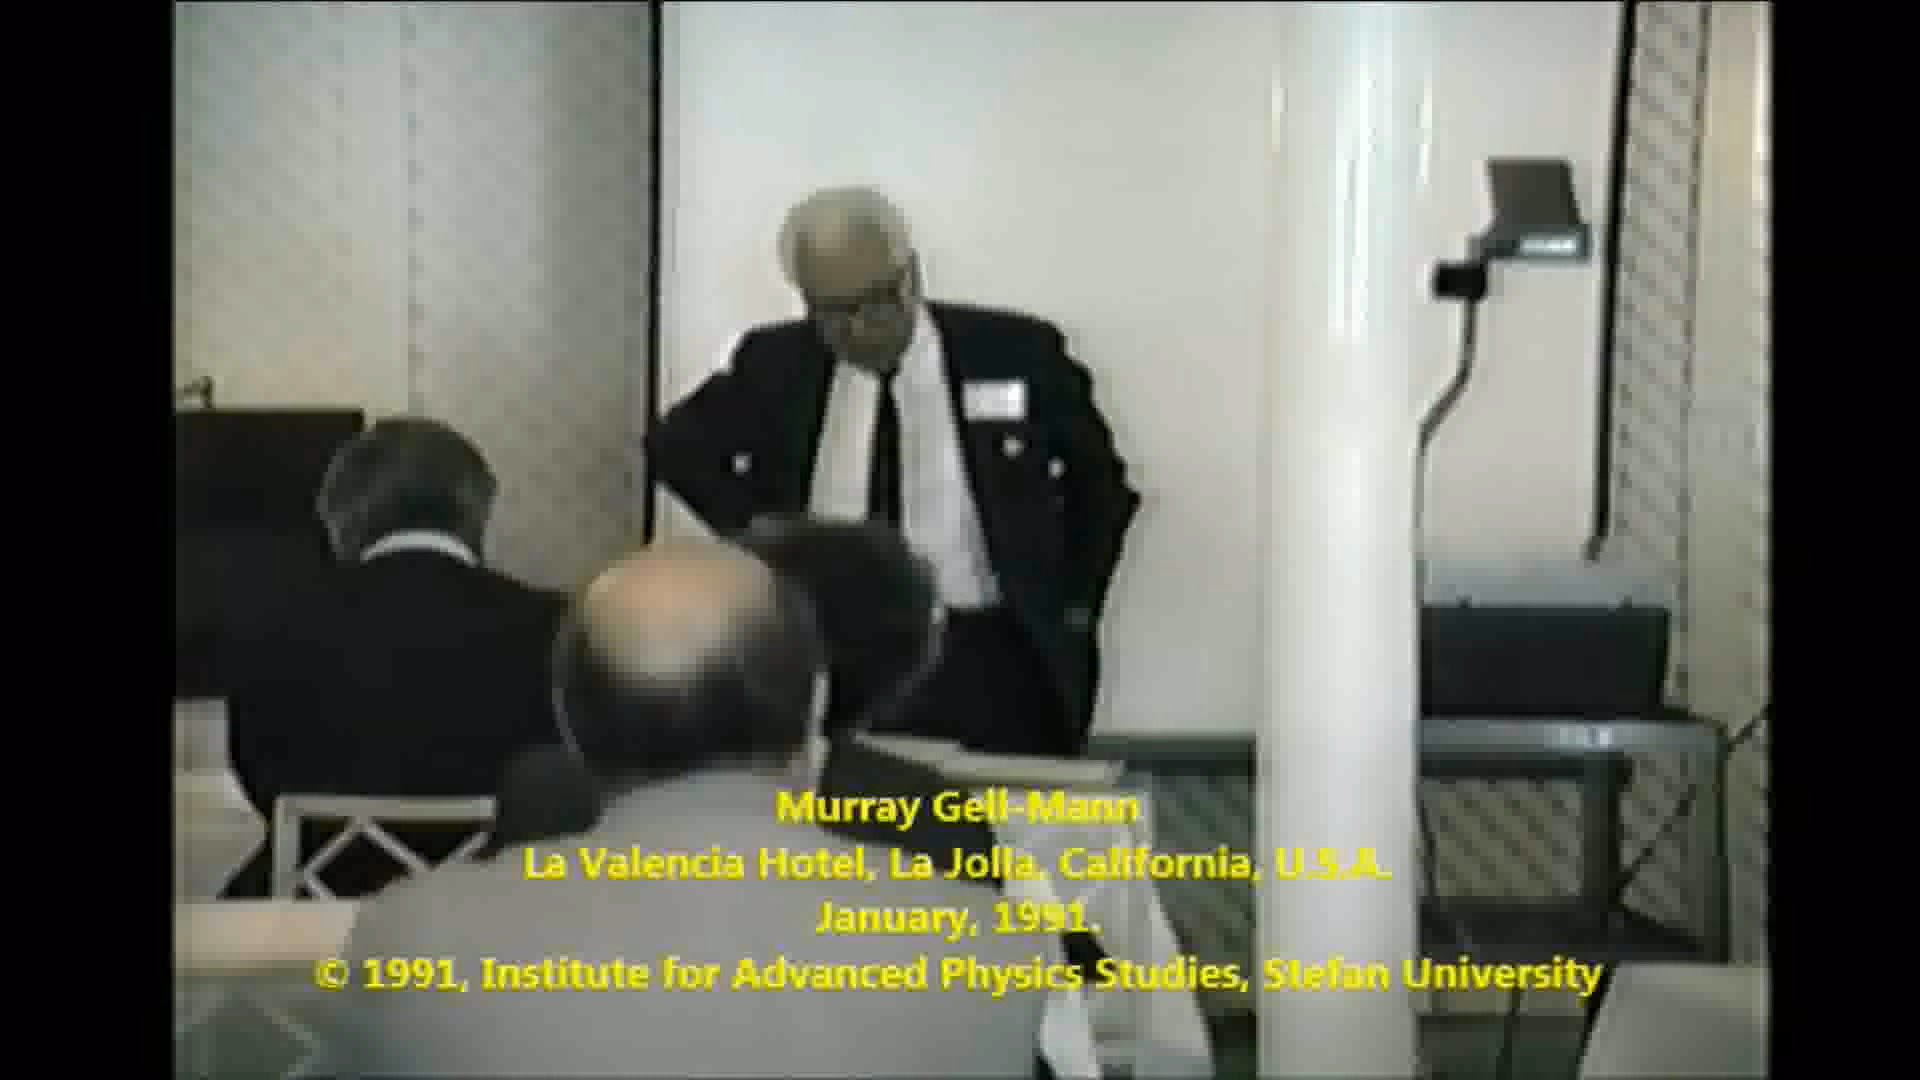 Murray Gell-Mann
La Valencia Hotel, La Jolla, California, U.S.A.
January, 1991.
© 1991, Institute for Advanced Physics Studies, Stefan University